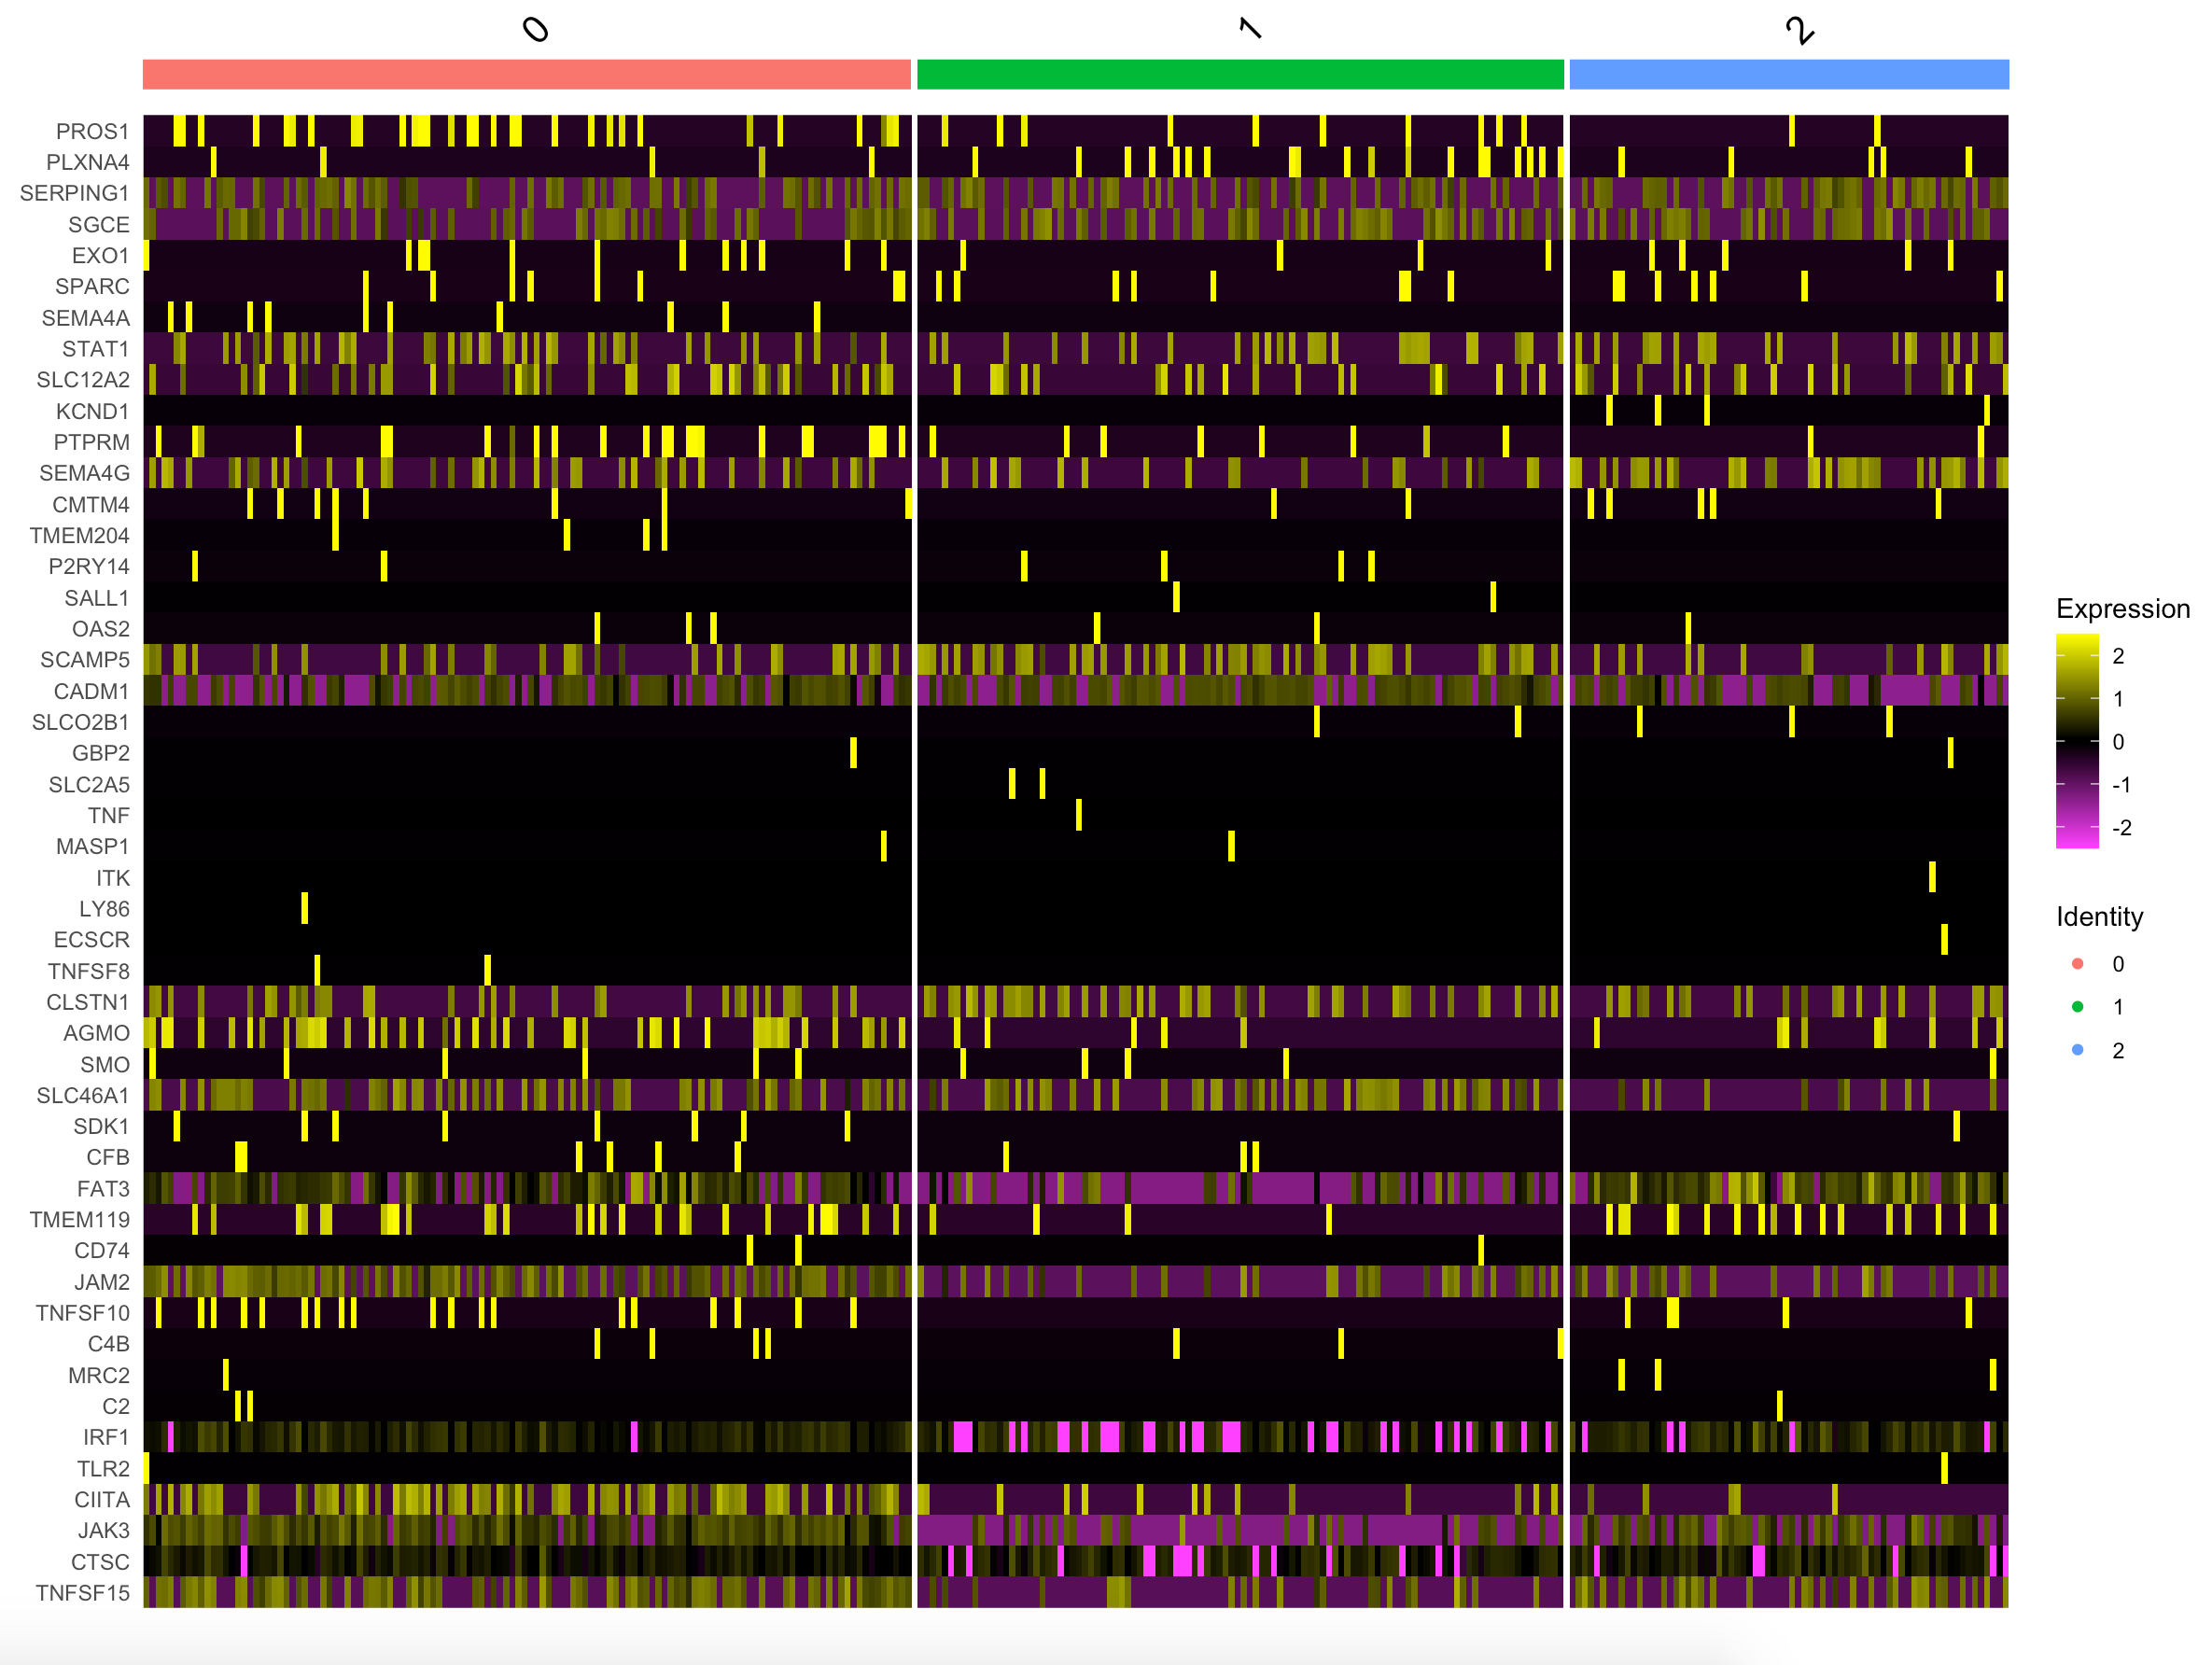 0 1 2
PROS1
PLXNA4
SERPING1
SGCE
EXO1
SPARC
SEMA4A
STAT1
SLC12A2
KCND1
PTPRM
SEMA4G
CMTM4
TMEM204
P2RY14
SALL1
OAS2
SCAMP5
CADM1
SLCO2B1
GBP2
SLC2A5
TNF
MASP1
ITK
LY86
ECSCR
TNFSF8
CLSTN1
AGMO
SMO
SLC46A1
SDK1
CFB
FAT3
TMEM119
CD74
JAM2
TNFSF10
C4B
MRC2
C2
IRF1
TLR2
CIITA
JAK3
CTSC
TNFSF15
Expression
2
1
0
-1
-2
Identity
0
1
2